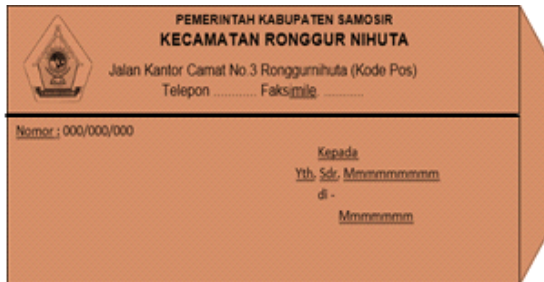 PEMERINTAH KABUPATEN SAMOSIR
KECAMATAN RONGGUR NIHUTA
Jalan Kantor Camat No.3 Ronggurnihuta (Kode Pos)
Telepon ............ Faksimile. ...........
Nomor : 000/000/000
Kepada
Yth. Sdr. Mmmmmmmmm
di -
Mmmmmmm